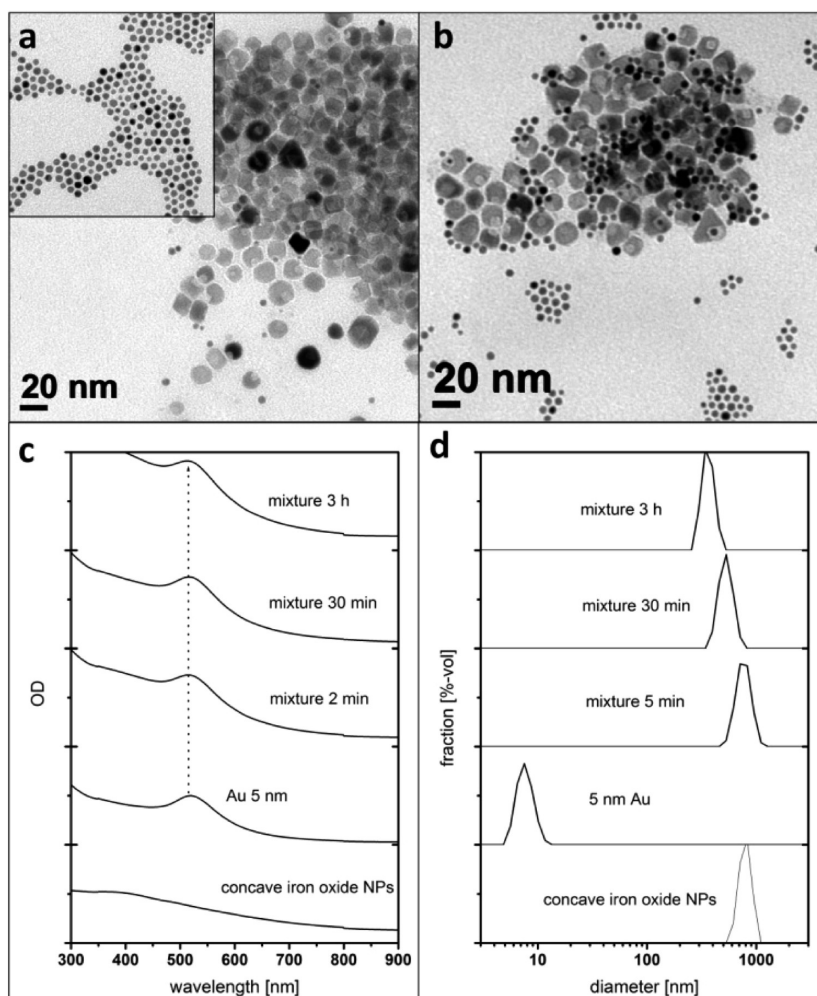 a
20 nm
b
20 nm
c
mixture 3 h
mixture 30 min
mixture 2 min
Au 5 nm
concave iron oxide NPs
OD
300 400 500 600 700 800 900
wavelength [nm]
d
mixture 3 h
mixture 30 min
mixture 5 min
5 nm Au
concave iron oxide NPs
fraction [%-vol]
10 100 1000
diameter [nm]